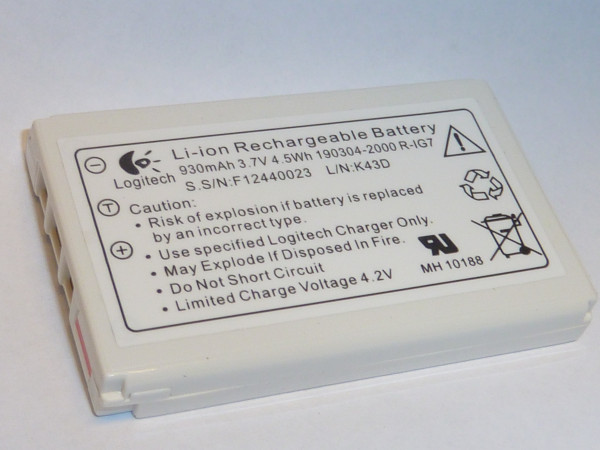 Logitech
Li-ion Rechargeable Battery
930mAh 3.7V 4.5Wh 190304-2000 R-IG7
S.S/N:F12440023 L/N:K43D
T
Caution:
• Risk of explosion if battery is replaced
by an incorrect type.
• Use specified Logitech Charger Only.
• May Explode If Disposed In Fire.
• Do Not Short Circuit
• Limited Charge Voltage 4.2V
MH 10188